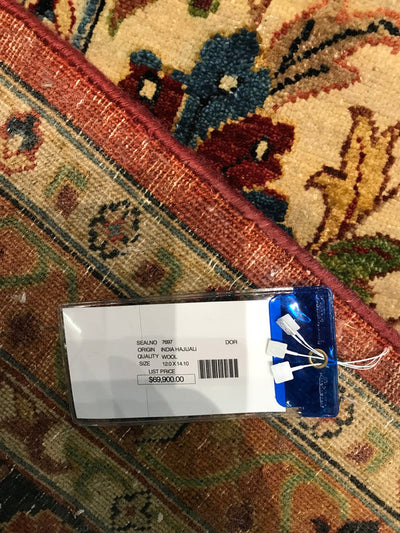 SEALNO 7697 DOR
ORIGIN INDIA HAJIJALI
QUALITY WOOL
SIZE 12.0 X 14.10
LIST PRICE
$69,900.00